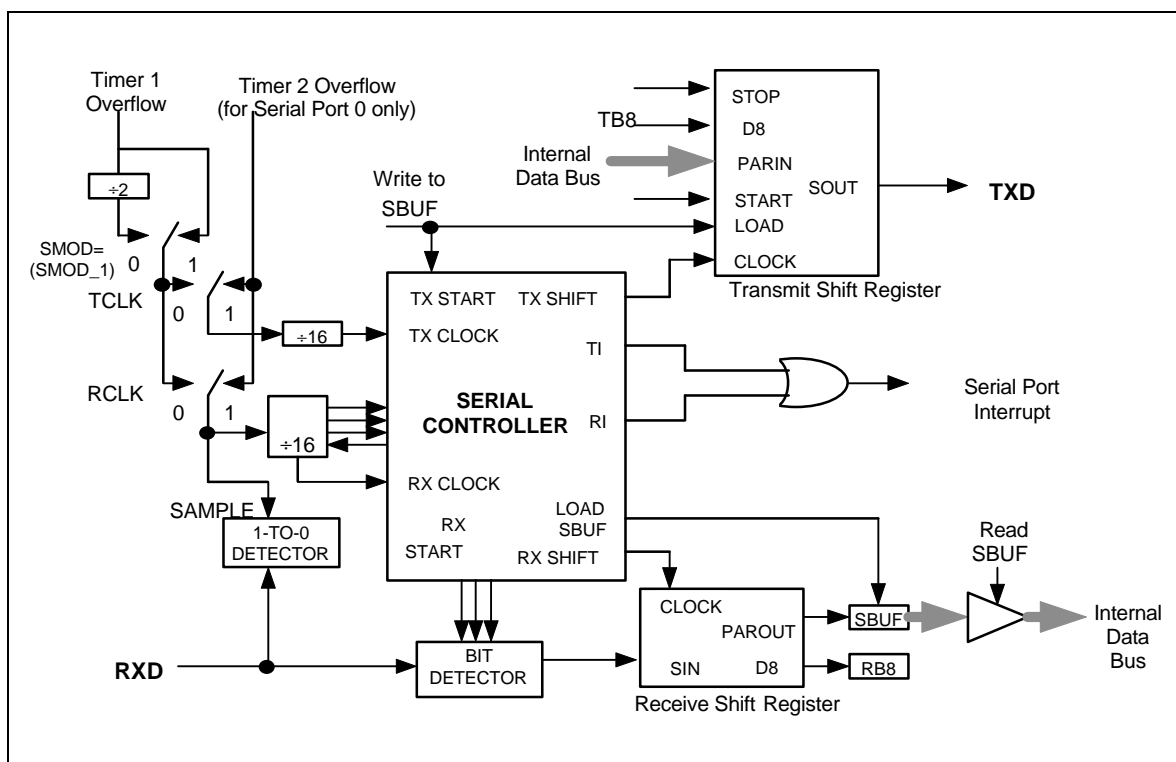 Timer 1
Overflow
Timer 2 Overflow
(for Serial Port 0 only)
÷2
SMOD=
(SMOD_1)
0
1
TCLK
0
1
÷16
RCLK
0
1
÷16
SAMPLE
1-TO-0
DETECTOR
RXD
BIT
DETECTOR
Write to
SBUF
TX START
TX SHIFT
TX CLOCK
TI
SERIAL
CONTROLLER
RI
RX CLOCK
LOAD
SBUF
RX
START
RX SHIFT
TB8
Internal
Data Bus
STOP
D8
PARIN
SOUT
START
LOAD
CLOCK
Transmit Shift Register
TXD
Serial Port
Interrupt
CLOCK
PAROUT
SIN
D8
Receive Shift Register
SBUF
RB8
Read
SBUF
Internal
Data
Bus